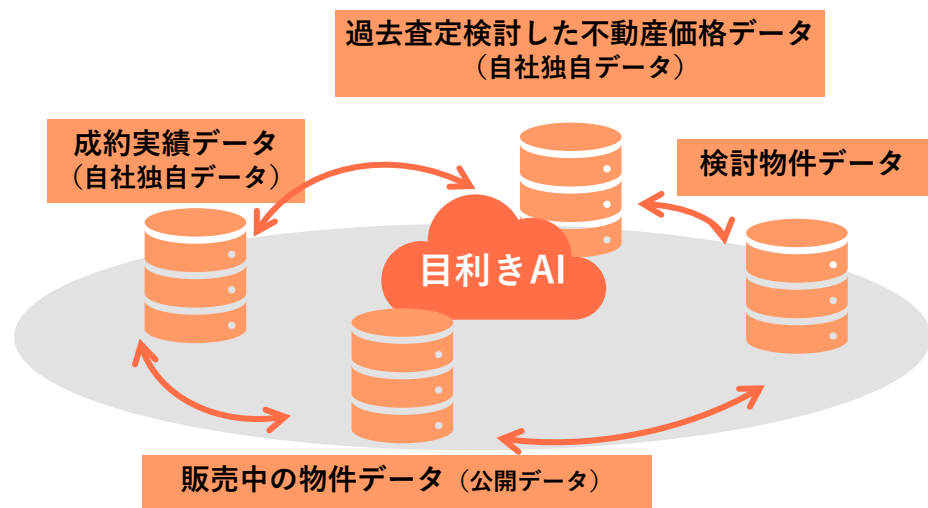 過去査定検討した不動産価格データ
（自社独自データ）
成約実績データ
（自社独自データ）
検討物件データ
目利きAI
販売中の物件データ（公開データ）